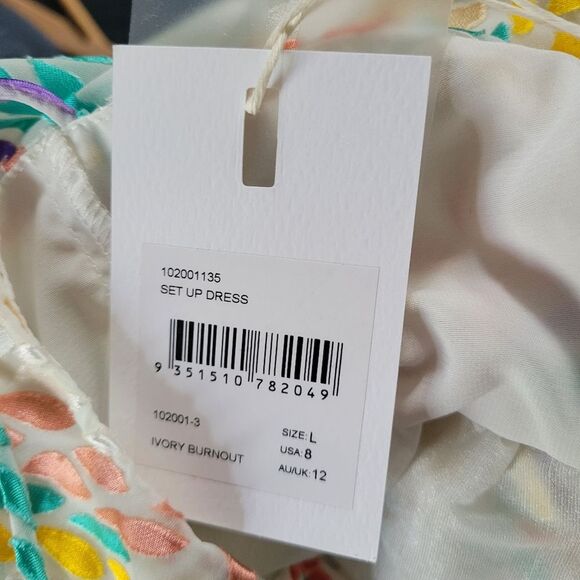 102001135
SET UP DRESS
9 351510 782049
102001-3
SIZE: L
IVORY BURNOUT
USA: 8
AU/UK: 12